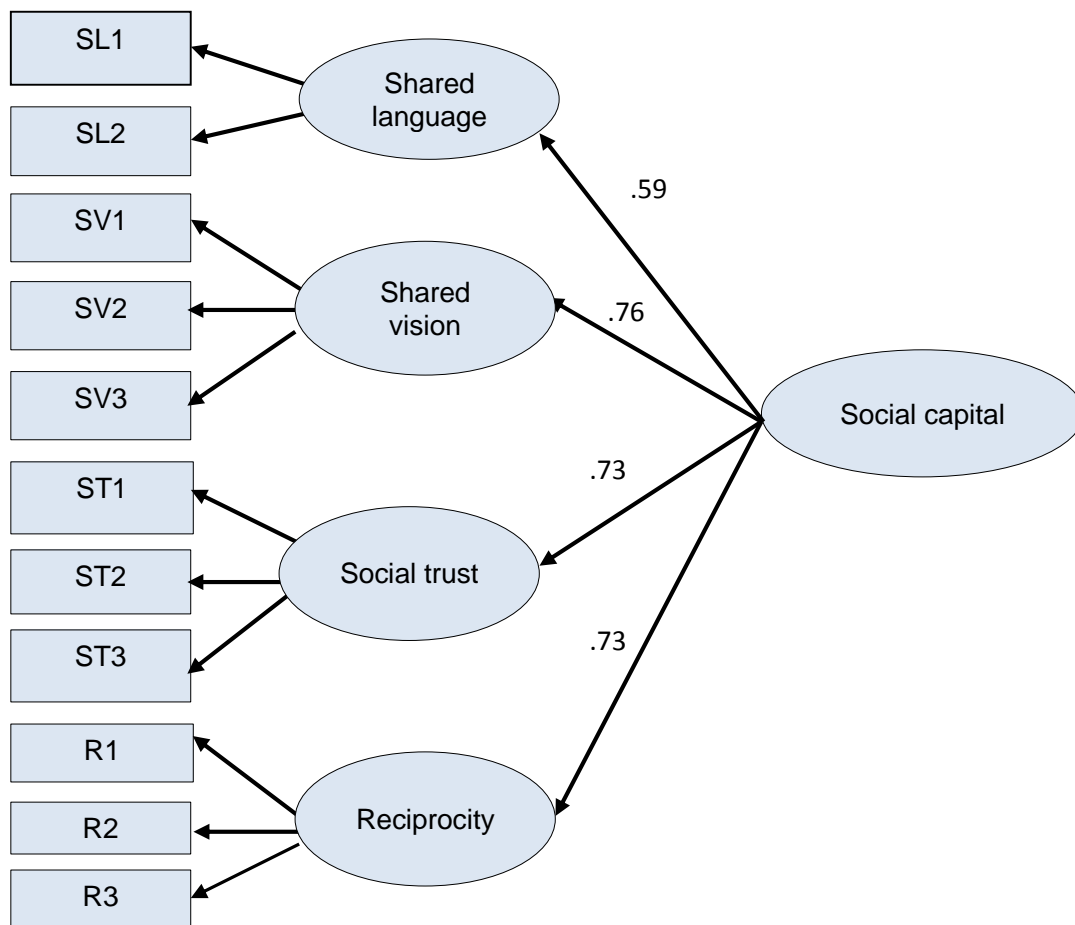 SL1
SL2
SV1
SV2
SV3
ST1
ST2
ST3
R1
R2
R3
Shared
language
Shared
vision
Social trust
Reciprocity
.59
.76
.73
.73
Social capital